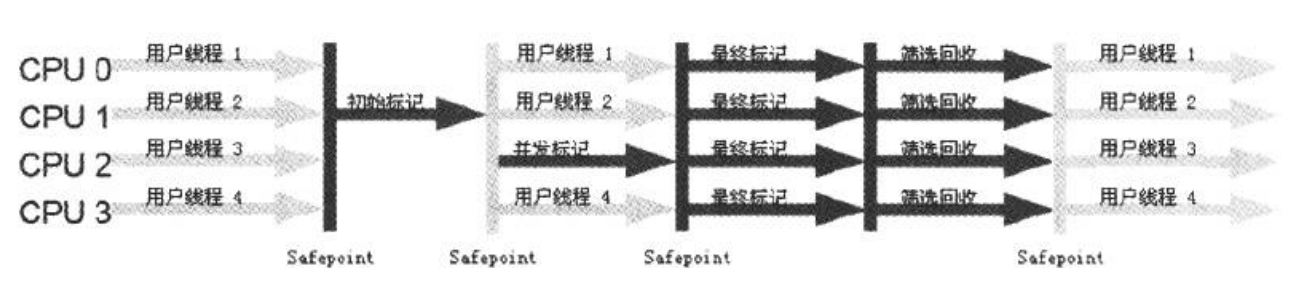 CPU 0 用户线程 1 用户线程 1 最终标记 筛选回收 用户线程 1
CPU 1 用户线程 2 初始标记 用户线程 2 最终标记 筛选回收 用户线程 2
CPU 2 用户线程 3 并发标记 最终标记 筛选回收 用户线程 3
CPU 3 用户线程 4 用户线程 4 最终标记 筛选回收 用户线程 4
Safepoint Safepoint Safepoint Safepoint